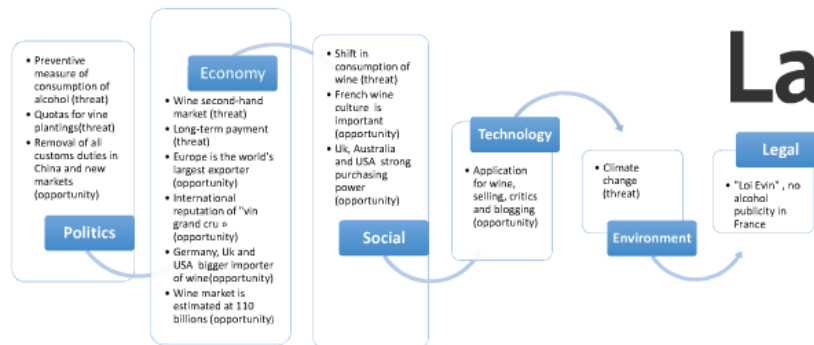 • Preventive
measure of
consumption of
alcohol (threat)
• Quotas for vine
plantings(threat)
• Removal of all
customs duties in
China and new
markets
(opportunity)
Politics
Economy
• Wine second-hand
market (threat)
• Long-term payment
(threat)
• Europe is the world's
largest exporter
(opportunity)
• International
reputation of "vin
grand cru »
(opportunity)
• Germany, Uk and
USA bigger importer
of wine(opportunity)
• Wine market is
estimated at 110
billions (opportunity)
• Shift in
consumption of
wine (threat)
• French wine
culture is
important
(opportunity)
• Uk, Australia
and USA strong
purchasing
power
(opportunity)
Social
Technology
• Application
for wine,
selling, critics
and blogging
(opportunity)
• Climate
change
(threat)
Environment
La
Legal
• "Loi Evin" , no
alcohol
publicity in
France